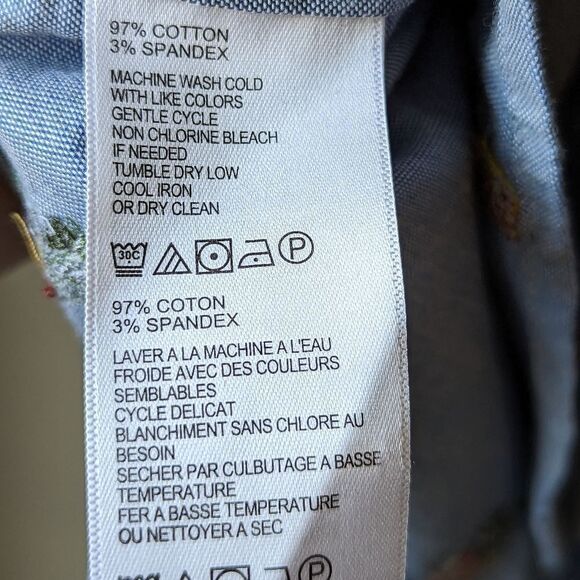 97% COTTON
3% SPANDEX
MACHINE WASH COLD
WITH LIKE COLORS
GENTLE CYCLE
NON CHLORINE BLEACH
IF NEEDED
TUMBLE DRY LOW
COOL IRON
OR DRY CLEAN
30C P
97% COTON
3% SPANDEX
LAVER A LA MACHINE A L'EAU
FROIDE AVEC DES COULEURS
SEMBLABLES
CYCLE DELICAT
BLANCHIMENT SANS CHLORE AU
BESOIN
SECHER PAR CULBUTAGE A BASSE
TEMPERATURE
FER A BASSE TEMPERATURE
OU NETTOYER A SEC
P